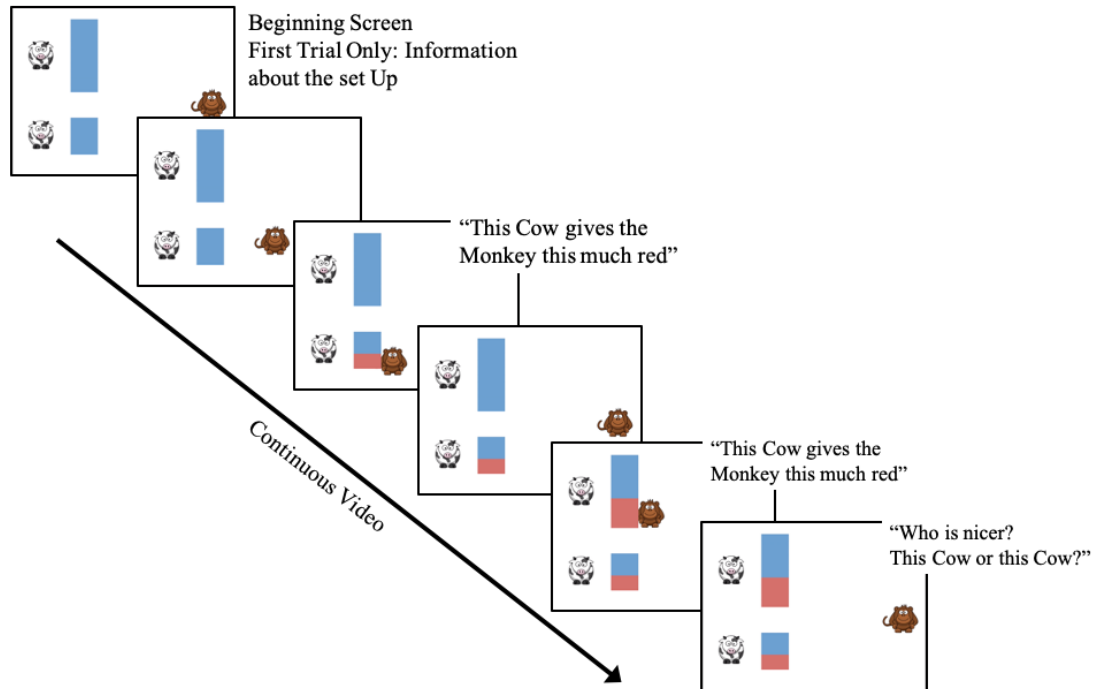 Beginning Screen
First Trial Only: Information
about the set Up
“This Cow gives the
Monkey this much red”
Continuous Video
“This Cow gives the
Monkey this much red”
“Who is nicer?
This Cow or this Cow?”